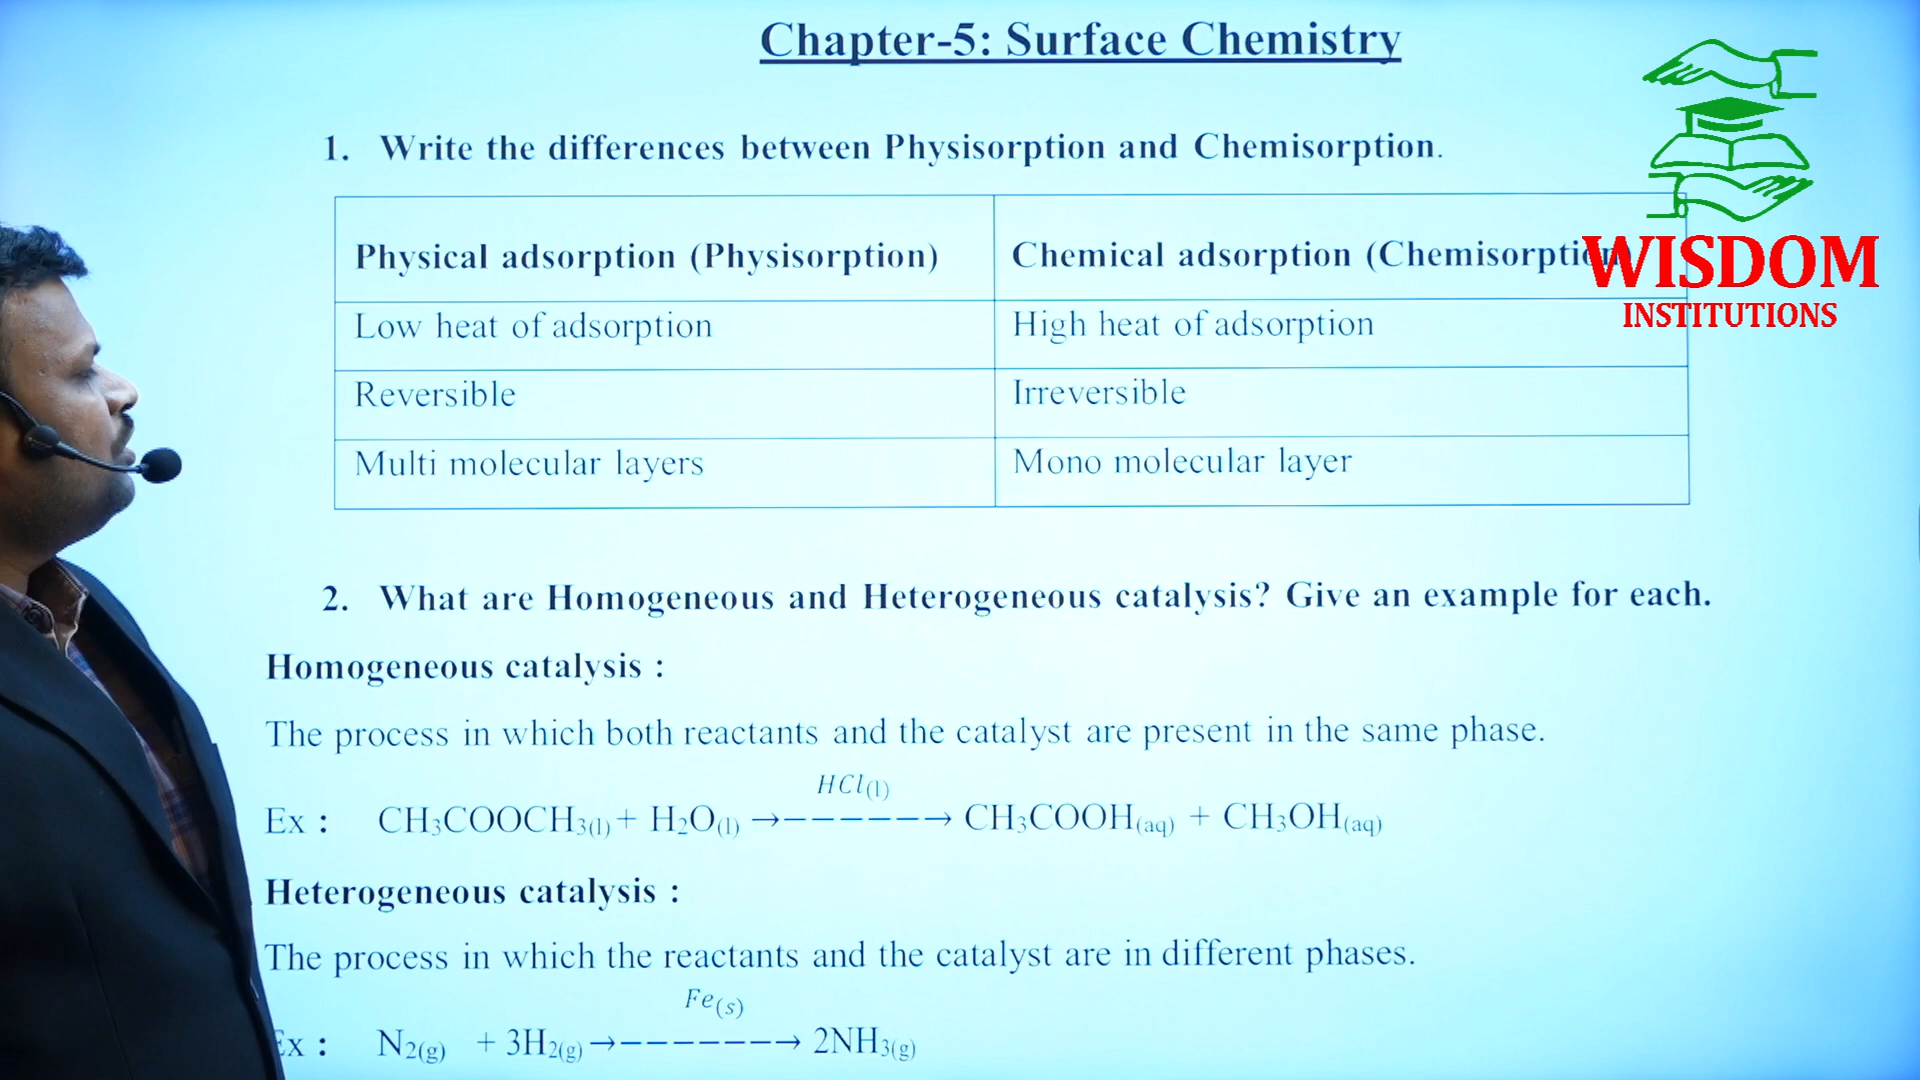 Chapter-5: Surface Chemistry
1. Write the differences between Physisorption and Chemisorption.
Physical adsorption (Physisorption) Chemical adsorption (Chemisorption
Low heat of adsorption High heat of adsorption
Reversible Irreversible
Multi molecular layers Mono molecular layer
WISDOM
INSTITUTIONS
2. What are Homogeneous and Heterogeneous catalysis? Give an example for each.
Homogeneous catalysis :
The process in which both reactants and the catalyst are present in the same phase.
HCl(l)
Ex : CH₃COOCH₃(l) + H₂O(l) →------→ CH₃COOH(aq) + CH₃OH(aq)
Heterogeneous catalysis :
The process in which the reactants and the catalyst are in different phases.
Fe(s)
Ex : N₂(g) + 3H₂(g) →-------→ 2NH₃(g)